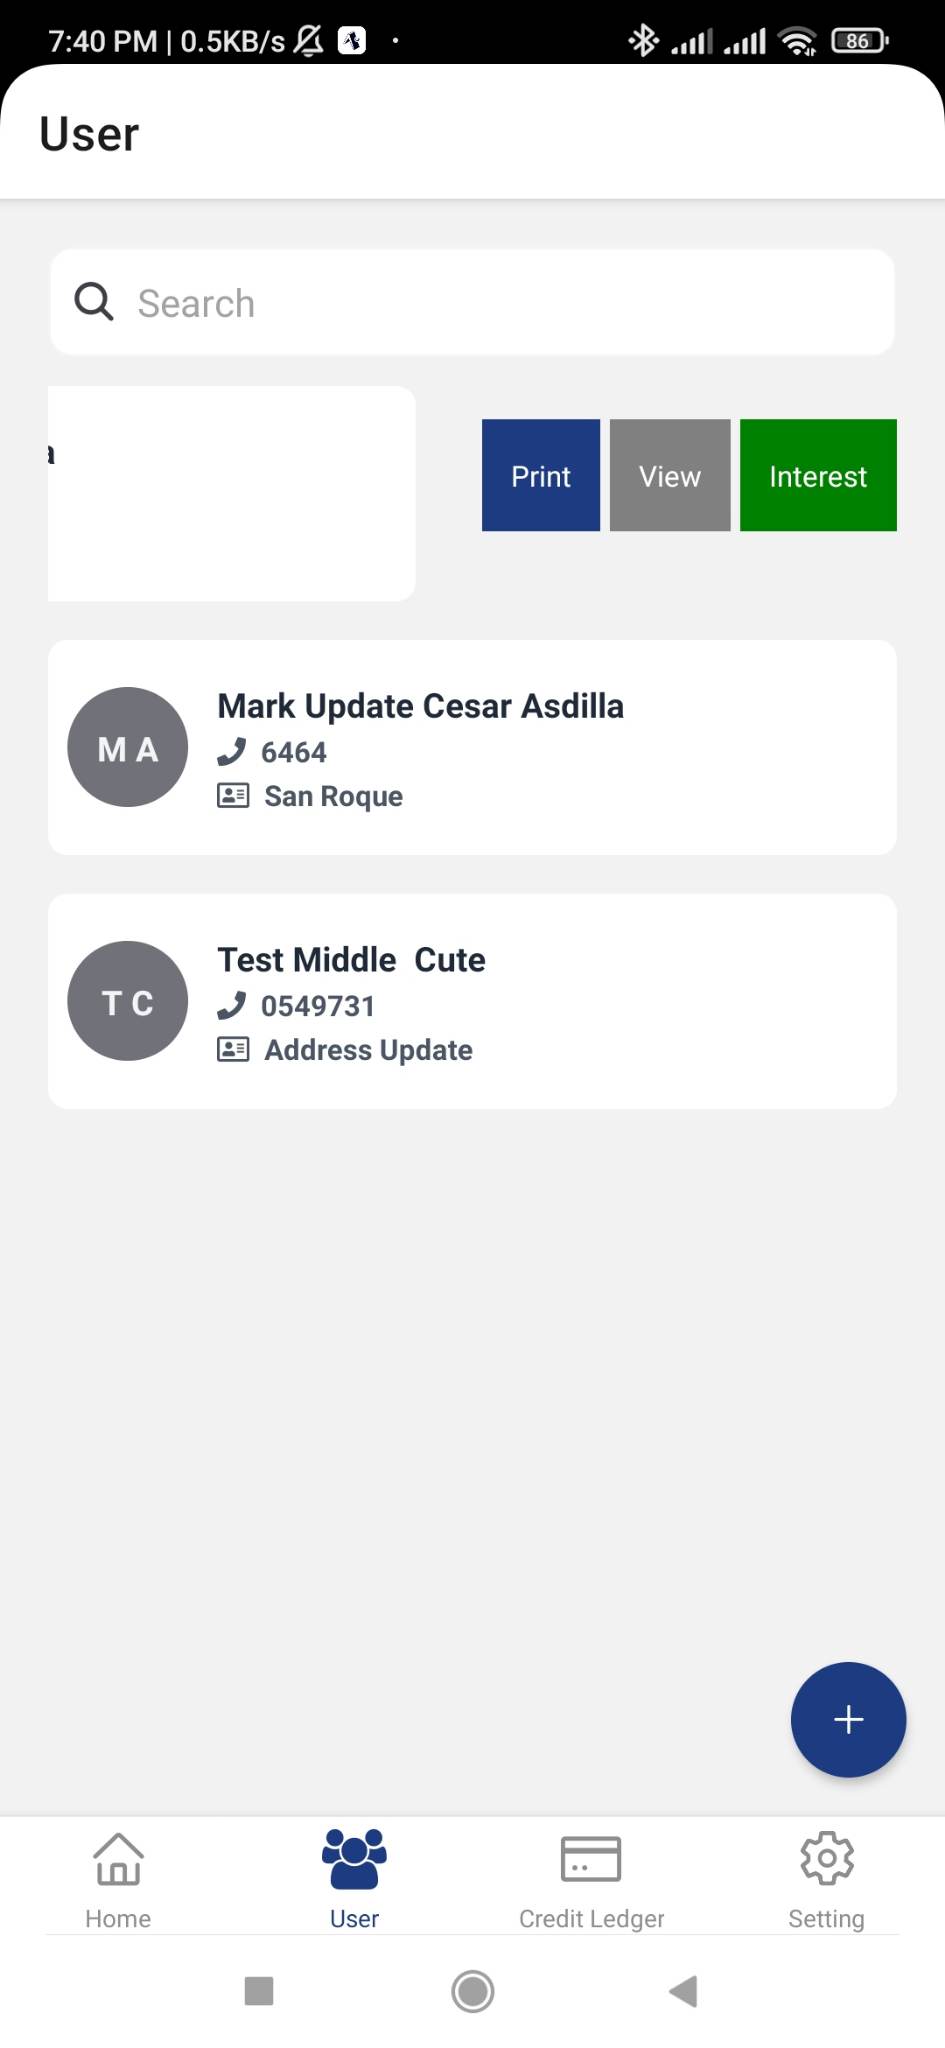 7:40 PM | 0.5KB/s
86
User
Search
a
Print View Interest
M A
Mark Update Cesar Asdilla
6464
San Roque
T C
Test Middle  Cute
0549731
Address Update
+
Home User Credit Ledger Setting